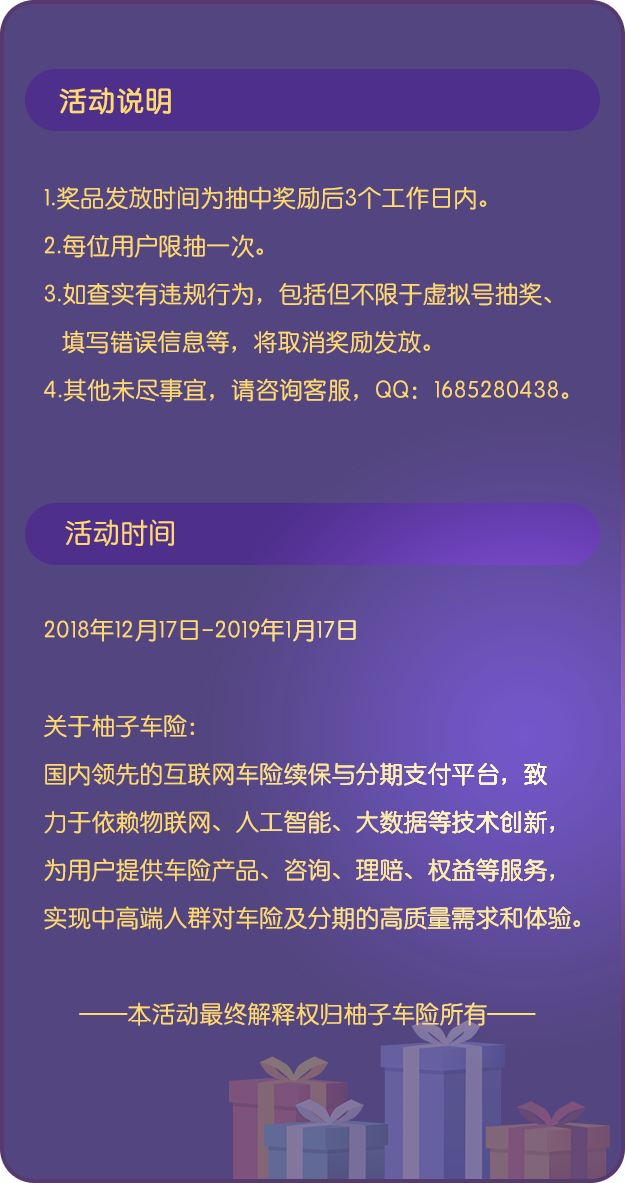 活动说明
1.奖品发放时间为抽中奖励后3个工作日内。
2.每位用户限抽一次。
3.如查实有违规行为，包括但不限于虚拟号抽奖、
填写错误信息等，将取消奖励发放。
4.其他未尽事宜，请咨询客服，QQ：1685280438。
活动时间
2018年12月17日-2019年1月17日
关于柚子车险：
国内领先的互联网车险续保与分期支付平台，致
力于依赖物联网、人工智能、大数据等技术创新，
为用户提供车险产品、咨询、理赔、权益等服务，
实现中高端人群对车险及分期的高质量需求和体验。
——本活动最终解释权归柚子车险所有——